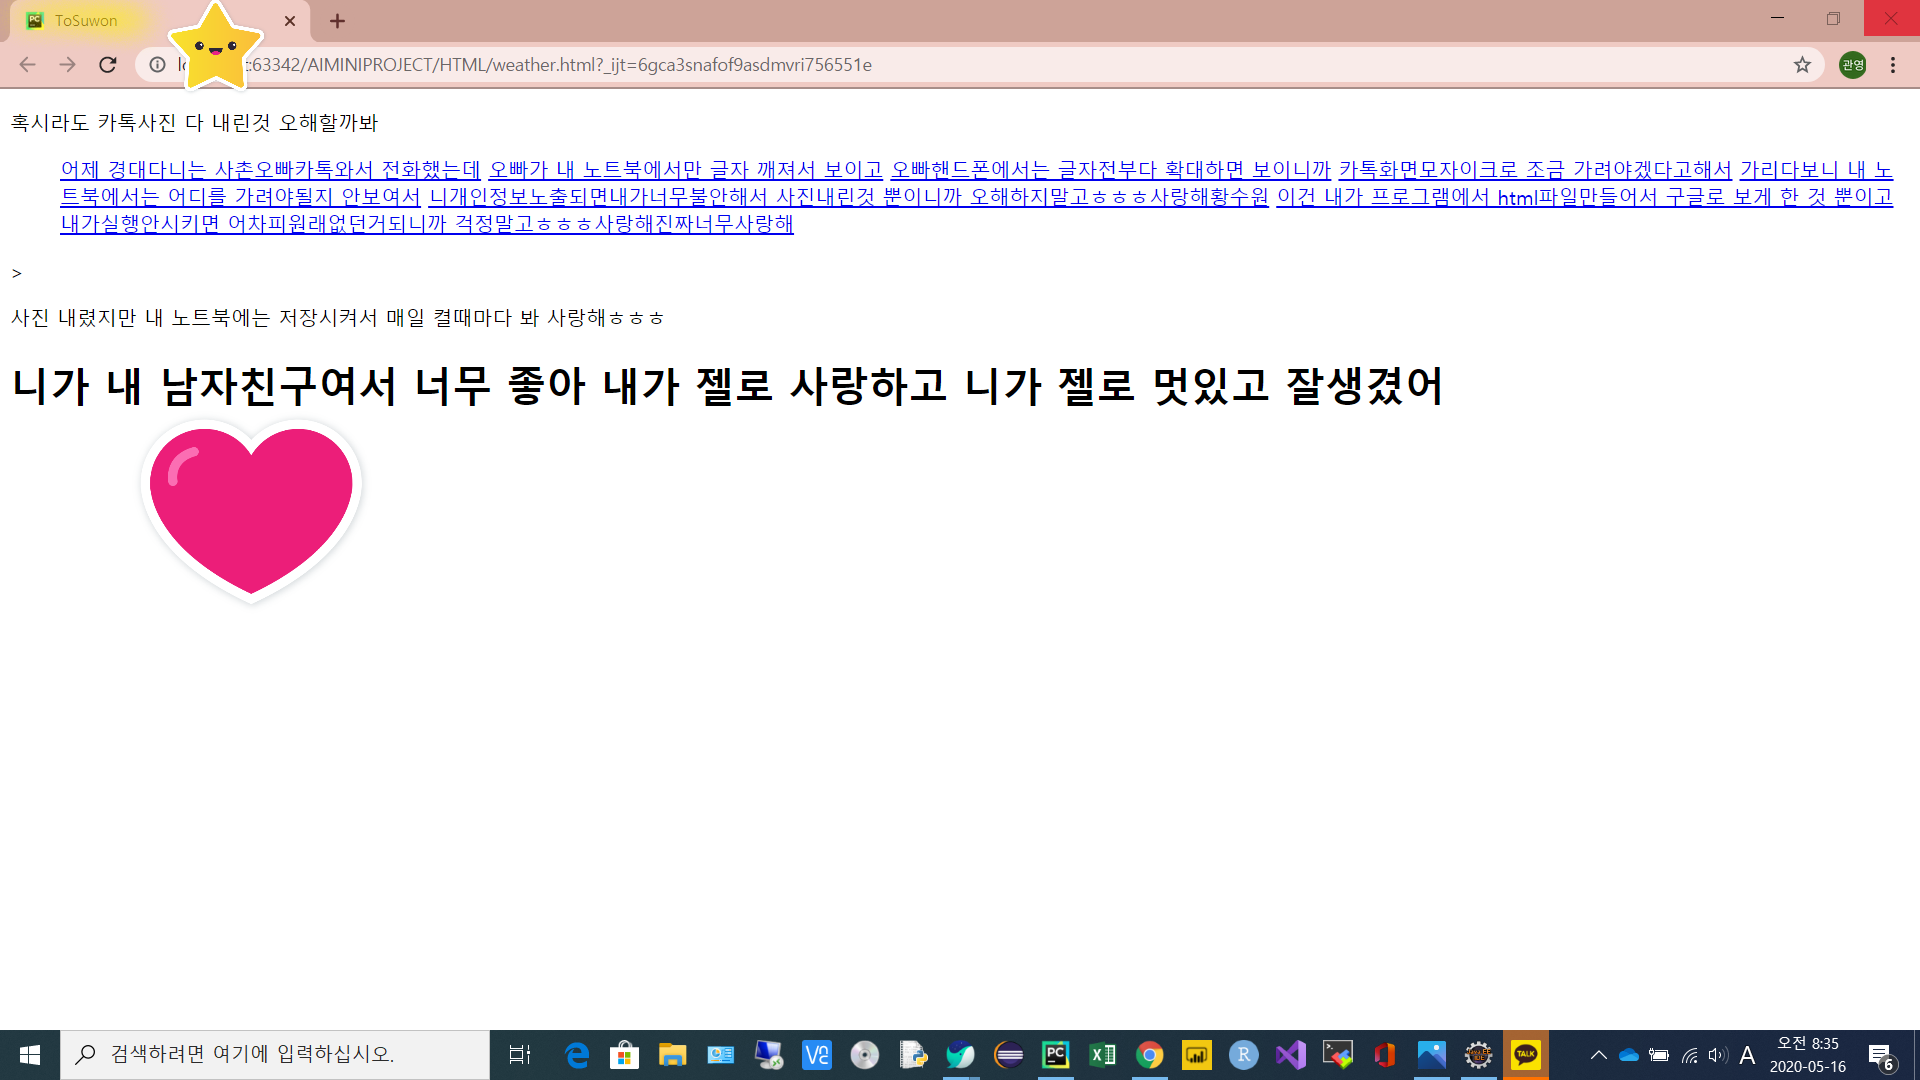 ToSuwon
63342/AIMINIPROJECT/HTML/weather.html?_ijt=6gca3snafof9asdmvri756551e
관영
혹시라도 카톡사진 다 내린것 오해할까봐
어제 경대다니는 사촌오빠카톡와서 전화했는데 오빠가 내 노트북에서만 글자 깨져서 보이고 오빠핸드폰에서는 글자전부다 확대하면 보이니까 카톡화면모자이크로 조금 가려야겠다고해서 가리다보니 내 노
트북에서는 어디를 가려야될지 안보여서 니개인정보노출되면내가너무불안해서 사진내린것 뿐이니까 오해하지말고ㅎㅎㅎ사랑해황수원 이건 내가 프로그램에서 html파일만들어서 구글로 보게 한 것 뿐이고
내가실행안시키면 어차피원래없던거되니까 걱정말고ㅎㅎㅎ사랑해진짜너무사랑해
>
사진 내렸지만 내 노트북에는 저장시켜서 매일 켤때마다 봐 사랑해ㅎㅎㅎ
니가 내 남자친구여서 너무 좋아 내가 젤로 사랑하고 니가 젤로 멋있고 잘생겼어
검색하려면 여기에 입력하십시오.
PC
R
TALK
A
오전 8:35
2020-05-16
6